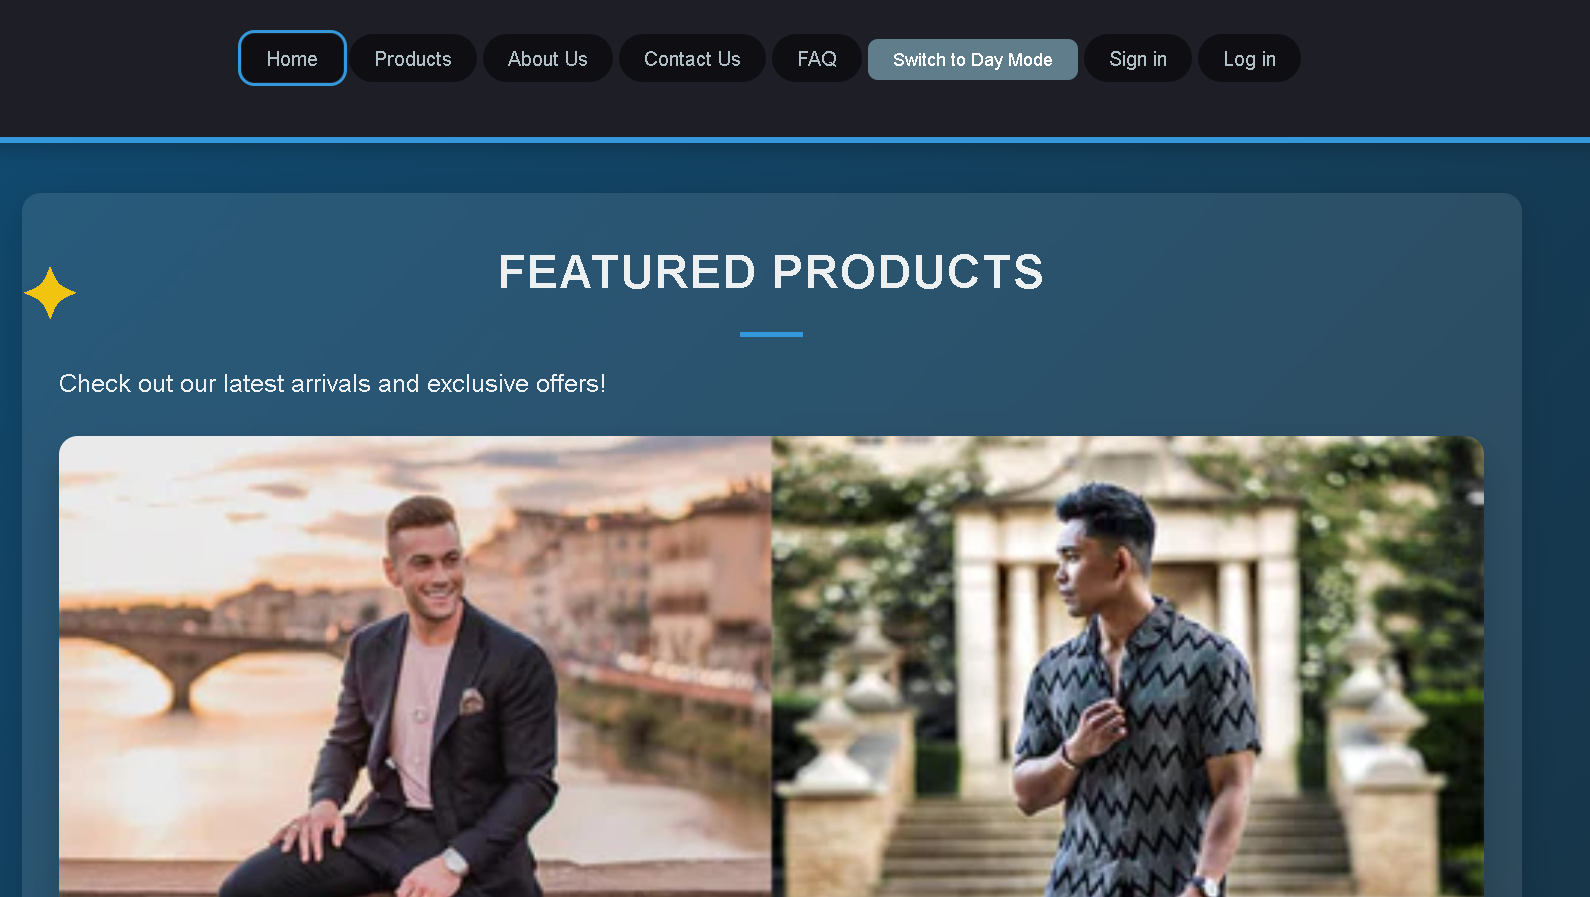 Home Products About Us Contact Us FAQ Switch to Day Mode Sign in Log in
FEATURED PRODUCTS
Check out our latest arrivals and exclusive offers!